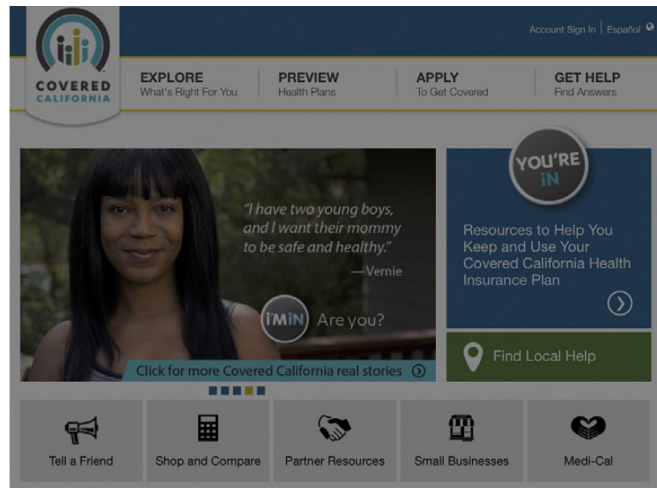 Account Sign In | Español
COVERED
CALIFORNIA
EXPLORE
What's Right For You
PREVIEW
Health Plans
APPLY
To Get Covered
GET HELP
Find Answers
"I have two young boys,
and I want their mommy
to be safe and healthy."
— Vernie
i'MiN Are you?
Click for more Covered California real stories
YOU'RE
iN
Resources to Help You
Keep and Use Your
Covered California Health
Insurance Plan
Find Local Help
Tell a Friend
Shop and Compare
Partner Resources
Small Businesses
Medi-Cal